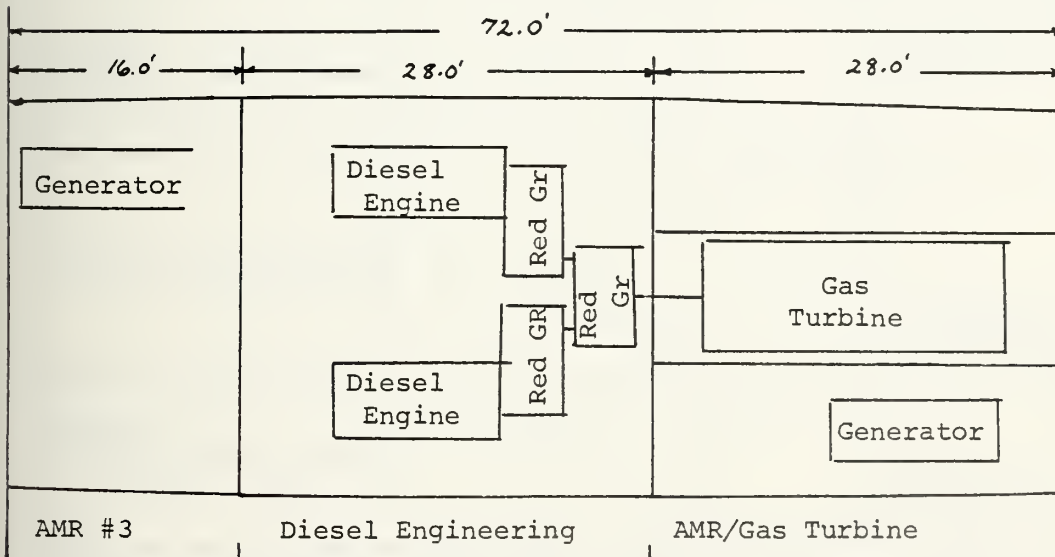 72.0'
16.0'
28.0'
28.0'
Generator
Diesel
Engine
Red Gr
Red
Gr
Gas
Turbine
Red GR
Diesel
Engine
Generator
AMR #3
Diesel Engineering
AMR/Gas Turbine